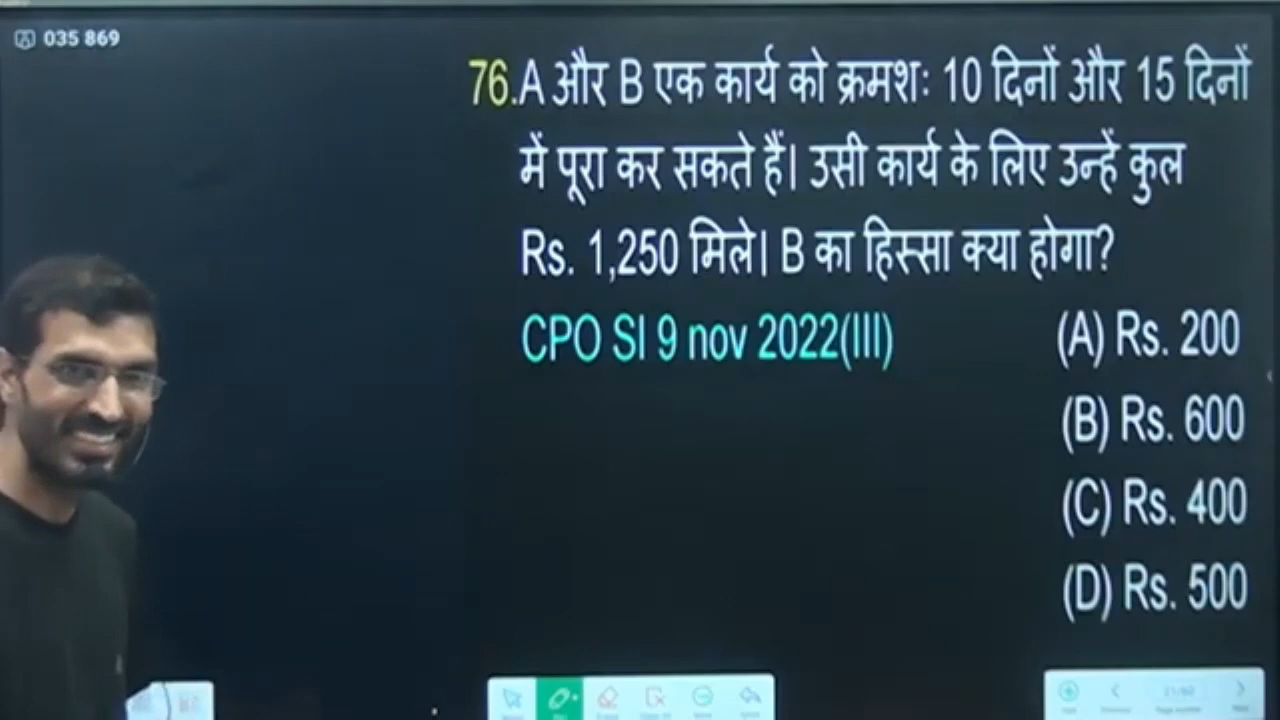 035 869
76.A और B एक कार्य को क्रमशः 10 दिनों और 15 दिनों
में पूरा कर सकते हैं। उसी कार्य के लिए उन्हें कुल
Rs. 1,250 मिले। B का हिस्सा क्या होगा?
CPO SI 9 nov 2022(III)
(A) Rs. 200
(B) Rs. 600
(C) Rs. 400
(D) Rs. 500